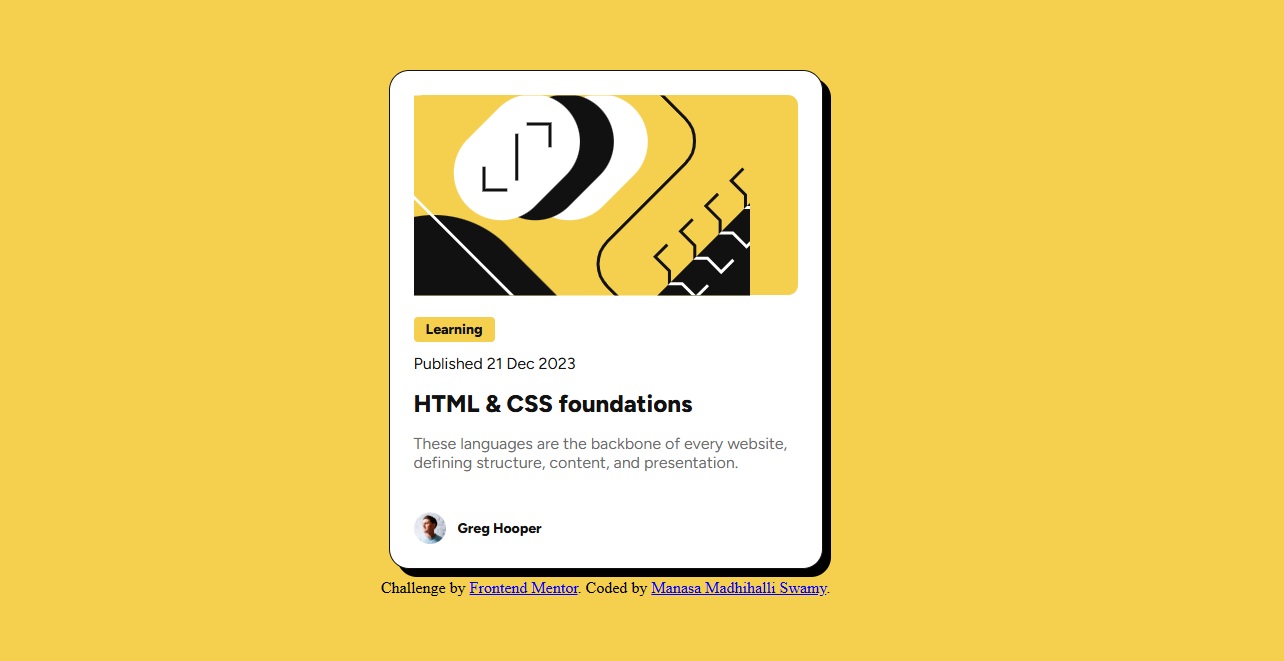 Learning
Published 21 Dec 2023
HTML & CSS foundations
These languages are the backbone of every website,
defining structure, content, and presentation.
Greg Hooper
Challenge by Frontend Mentor. Coded by Manasa Madhihalli Swamy.